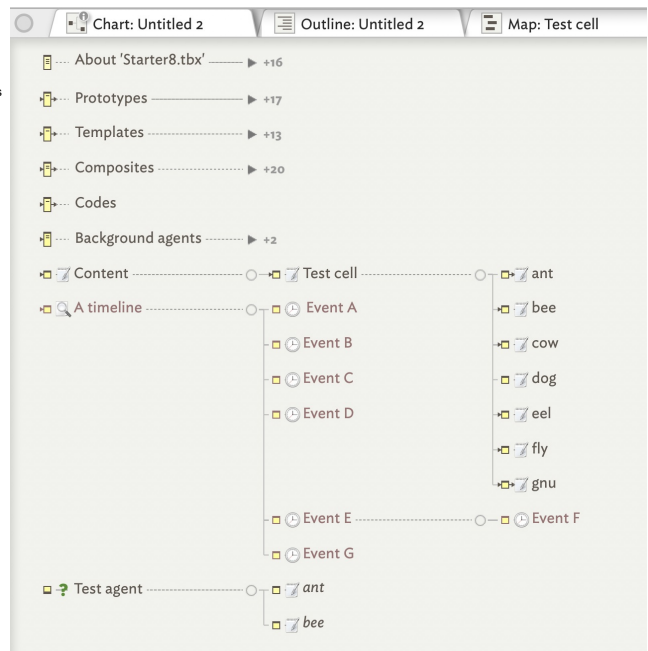 Chart: Untitled 2 Outline: Untitled 2 Map: Test cell
About 'Starter8.tbx' +16
Prototypes +17
Templates +13
Composites +20
Codes
Background agents +2
Content Test cell ant
A timeline Event A bee
Event B cow
Event C dog
Event D eel
fly
gnu
Event E Event F
Event G
? Test agent ant
bee